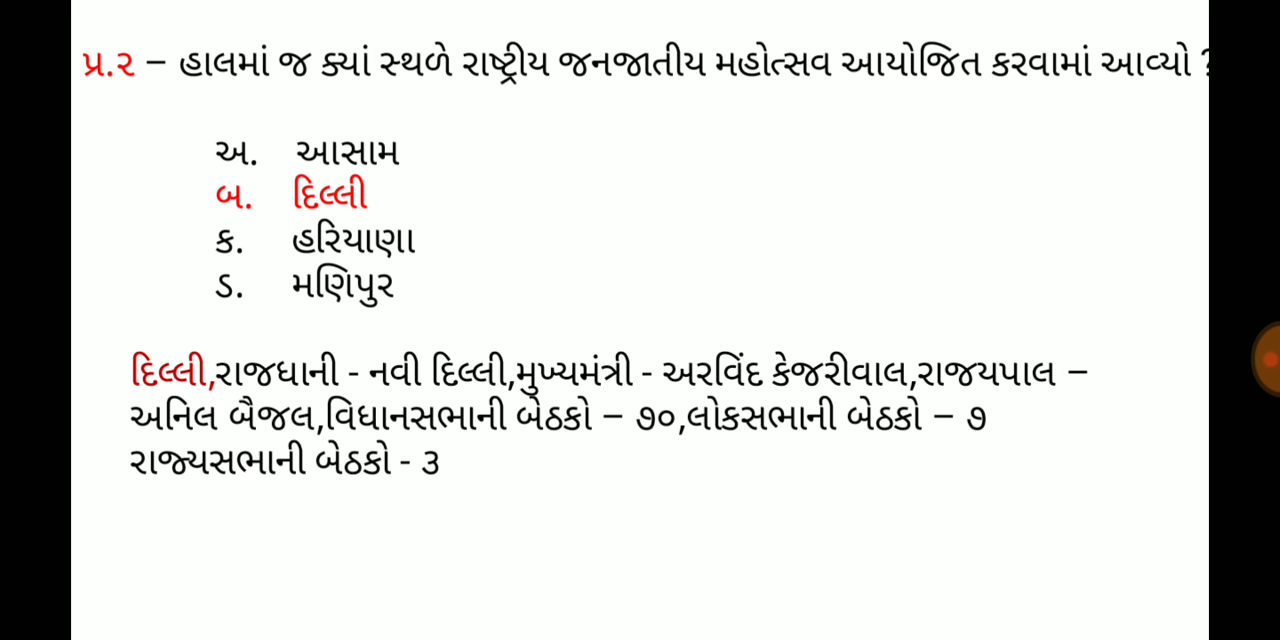 પ્ર.૨ – હાલમાં જ ક્યાં સ્થળે રાષ્ટ્રીય જનજાતીય મહોત્સવ આયોજિત કરવામાં આવ્યો ?
અ. આસામ
બ. દિલ્લી
ક. હરિયાણા
ડ. મણિપુર
દિલ્લી,રાજધાની - નવી દિલ્લી,મુખ્યમંત્રી - અરવિંદ કેજરીવાલ,રાજયપાલ –
અનિલ બૈજલ,વિધાનસભાની બેઠકો – ૭૦,લોકસભાની બેઠકો – ૭
રાજ્યસભાની બેઠકો - ૩